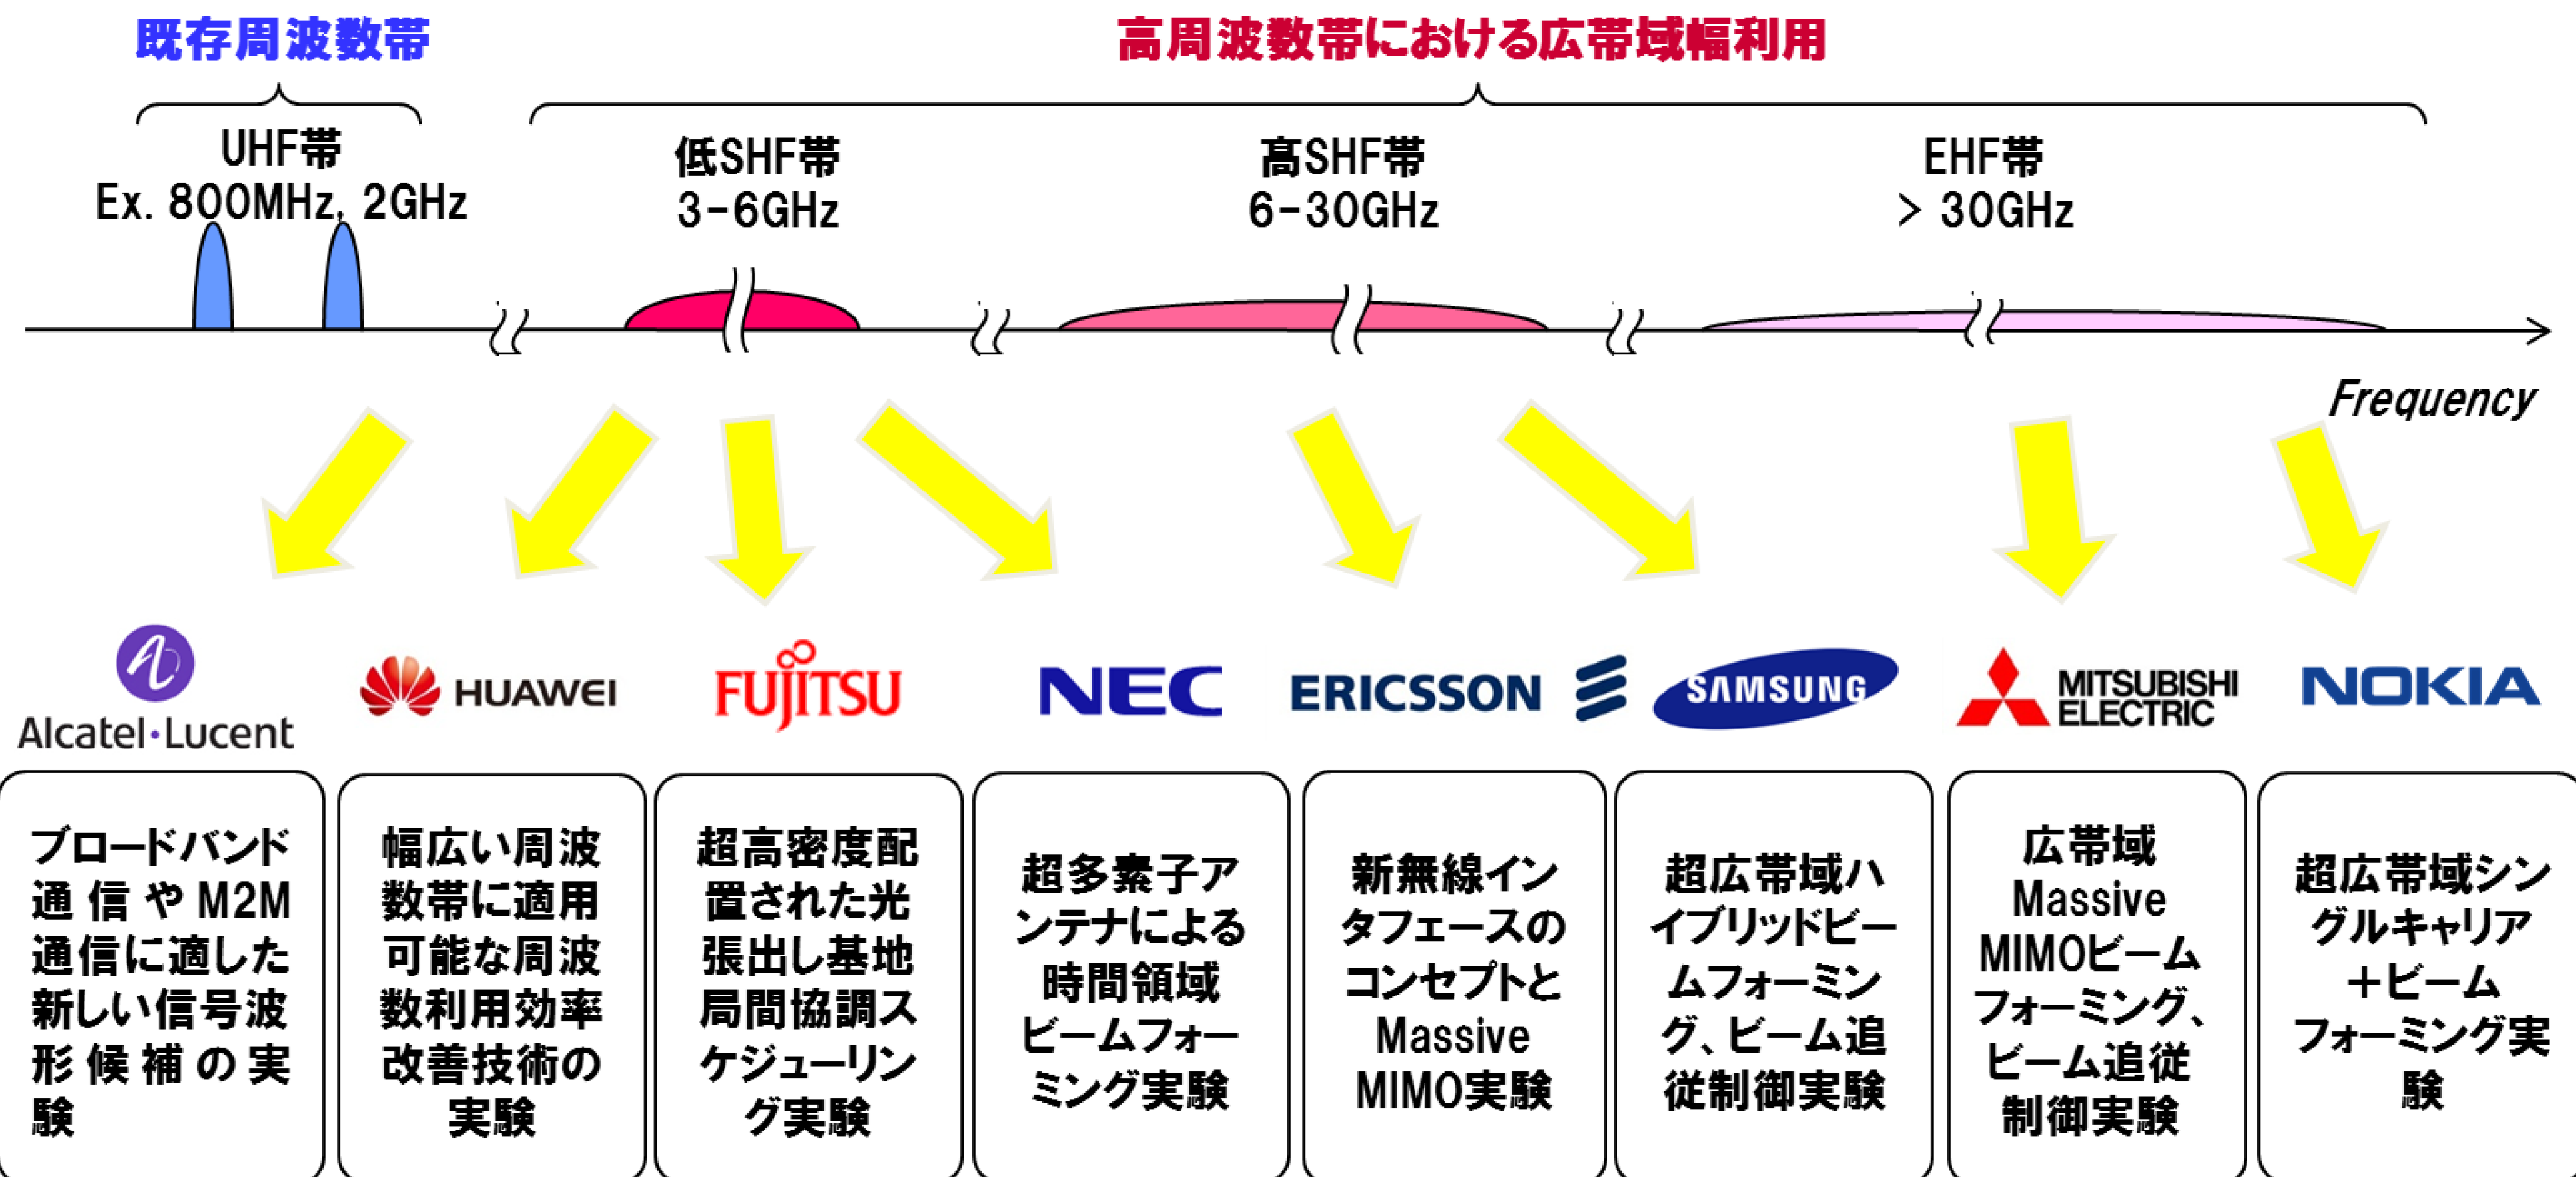 既存周波数帯
高周波数帯における広帯域幅利用
UHF帯
Ex. 800MHz, 2GHz
低SHF帯
3-6GHz
高SHF帯
6-30GHz
EHF帯
> 30GHz
Frequency
Alcatel・Lucent
HUAWEI
FUJITSU
NEC
ERICSSON
SAMSUNG
MITSUBISHI
ELECTRIC
NOKIA
ブロードバンド
通信やM2M
通信に適した
新しい信号波
形候補の実
験
幅広い周波
数帯に適用
可能な周波
数利用効率
改善技術の
実験
超高密度配
置された光
張出し基地
局間協調ス
ケジューリン
グ実験
超多素子ア
ンテナによる
時間領域
ビームフォー
ミング実験
新無線イン
タフェースの
コンセプトと
Massive
MIMO実験
超広帯域ハ
イブリッドビー
ムフォーミン
グ、ビーム追
従制御実験
広帯域
Massive
MIMOビーム
フォーミング、
ビーム追従
制御実験
超広帯域シン
グルキャリア
＋ビーム
フォーミング実
験